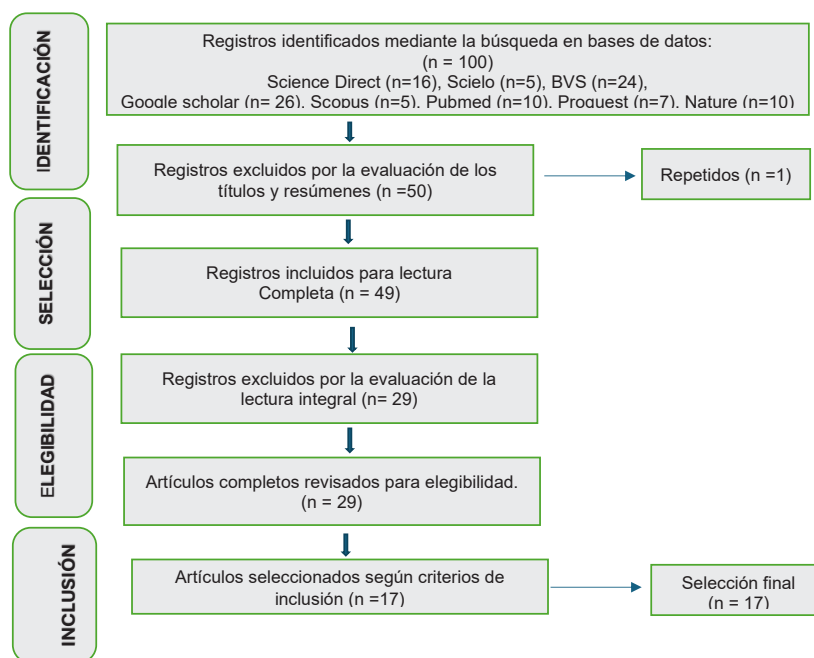 IDENTIFICACIÓN
Registros identificados mediante la búsqueda en bases de datos:
(n = 100)
Science Direct (n=16), Scielo (n=5), BVS (n=24),
Google scholar (n= 26), Scopus (n=5), Pubmed (n=10), Proquest (n=7), Nature (n=10)
Registros excluidos por la evaluación de los
títulos y resúmenes (n =50)
Repetidos (n =1)
SELECCIÓN
Registros incluidos para lectura
Completa (n = 49)
ELEGIBILIDAD
Registros excluidos por la evaluación de la
lectura integral (n= 29)
Artículos completos revisados para elegibilidad.
(n = 29)
INCLUSIÓN
Artículos seleccionados según criterios de
inclusión (n =17)
Selección final
(n = 17)